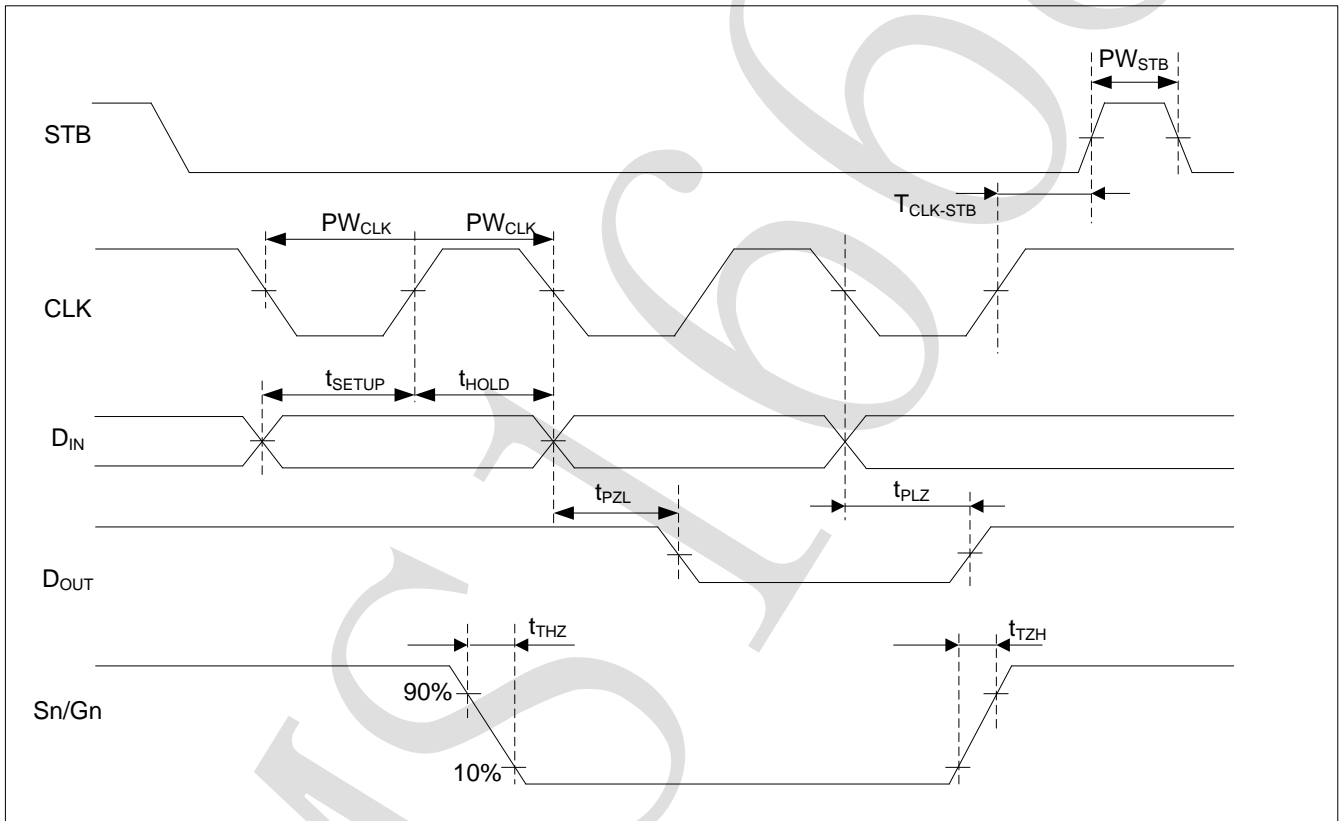 PW_STB
STB
T_CLK-STB
PW_CLK PW_CLK
CLK
t_SETUP t_HOLD
D_IN
t_PZL t_PLZ
D_OUT
t_THZ t_TZH
90%
Sn/Gn
10%